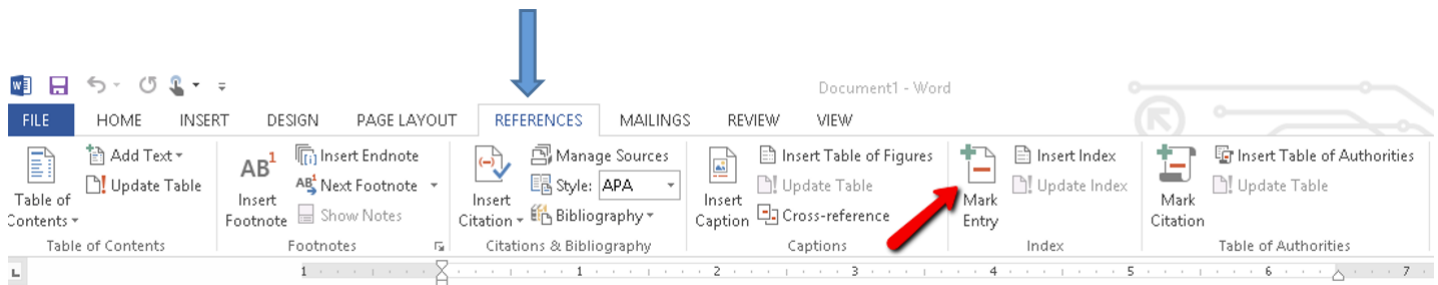 Document1 - Word
FILE HOME INSERT DESIGN PAGE LAYOUT REFERENCES MAILINGS REVIEW VIEW
Table of
Contents
Add Text
Update Table
Table of Contents
AB1
Insert
Footnote
Insert Endnote
Next Footnote
Show Notes
Footnotes
Insert
Citation
Manage Sources
Style: APA
Bibliography
Citations & Bibliography
Insert
Caption
Insert Table of Figures
Update Table
Cross-reference
Captions
Mark
Entry
Insert Index
Update Index
Index
Mark
Citation
Insert Table of Authorities
Update Table
Table of Authorities
1 1 2 3 4 5 6 7